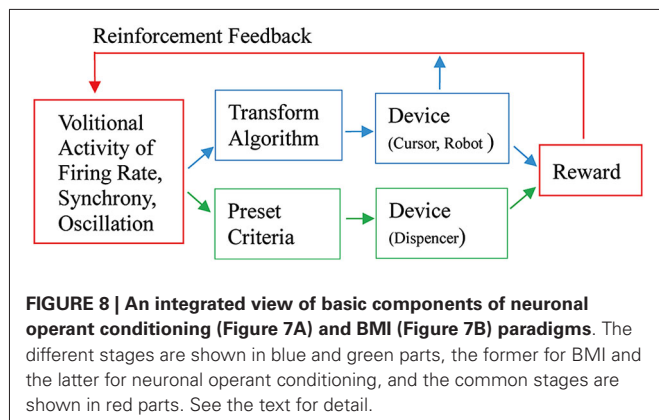 Reinforcement Feedback
Volitional
Activity of
Firing Rate,
Synchrony,
Oscillation
Transform
Algorithm
Device
(Cursor, Robot )
Preset
Criteria
Device
(Dispencer)
Reward
FIGURE 8 | An integrated view of basic components of neuronal
operant conditioning (Figure 7A) and BMI (Figure 7B) paradigms. The
different stages are shown in blue and green parts, the former for BMI and
the latter for neuronal operant conditioning, and the common stages are
shown in red parts. See the text for detail.